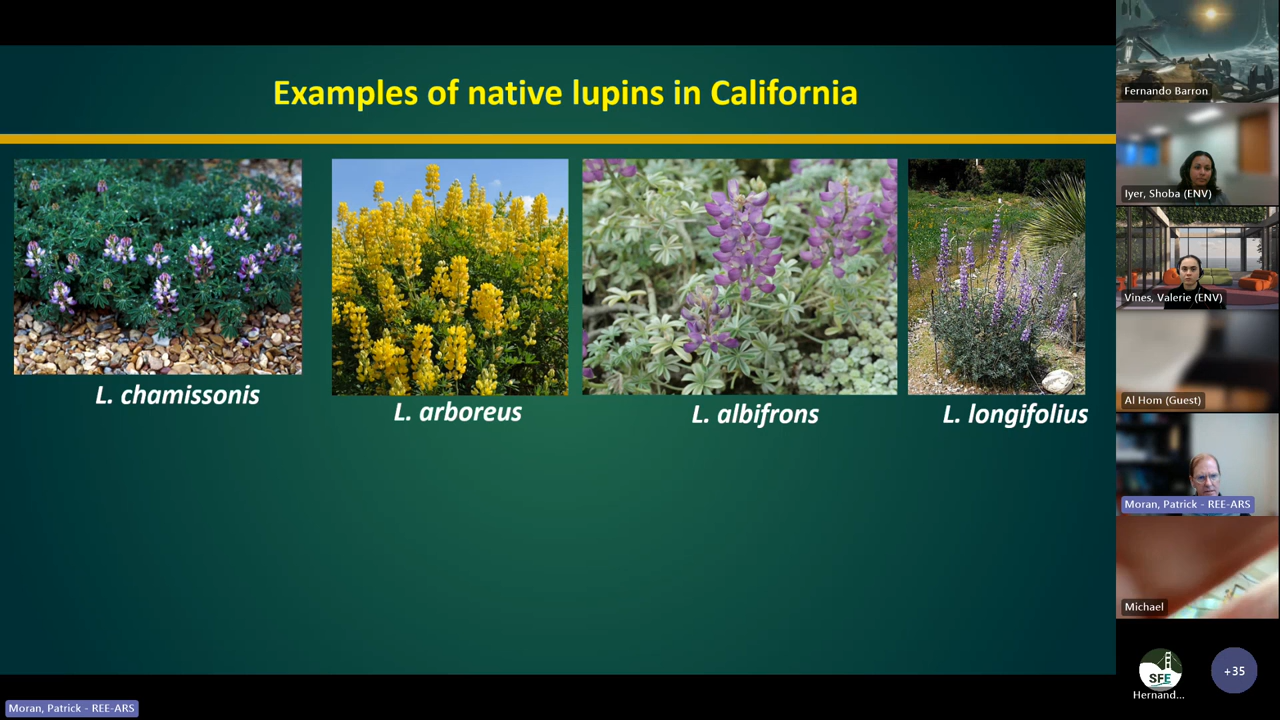 Examples of native lupins in California
L. chamissonis
L. arboreus
L. albifrons
L. longifolius
Fernando Barron
Iyer, Shoba (ENV)
Vines, Valerie (ENV)
Al Hom (Guest)
Moran, Patrick - REE-ARS
Michael
SFE
Hernand...
+35
Moran, Patrick - REE-ARS